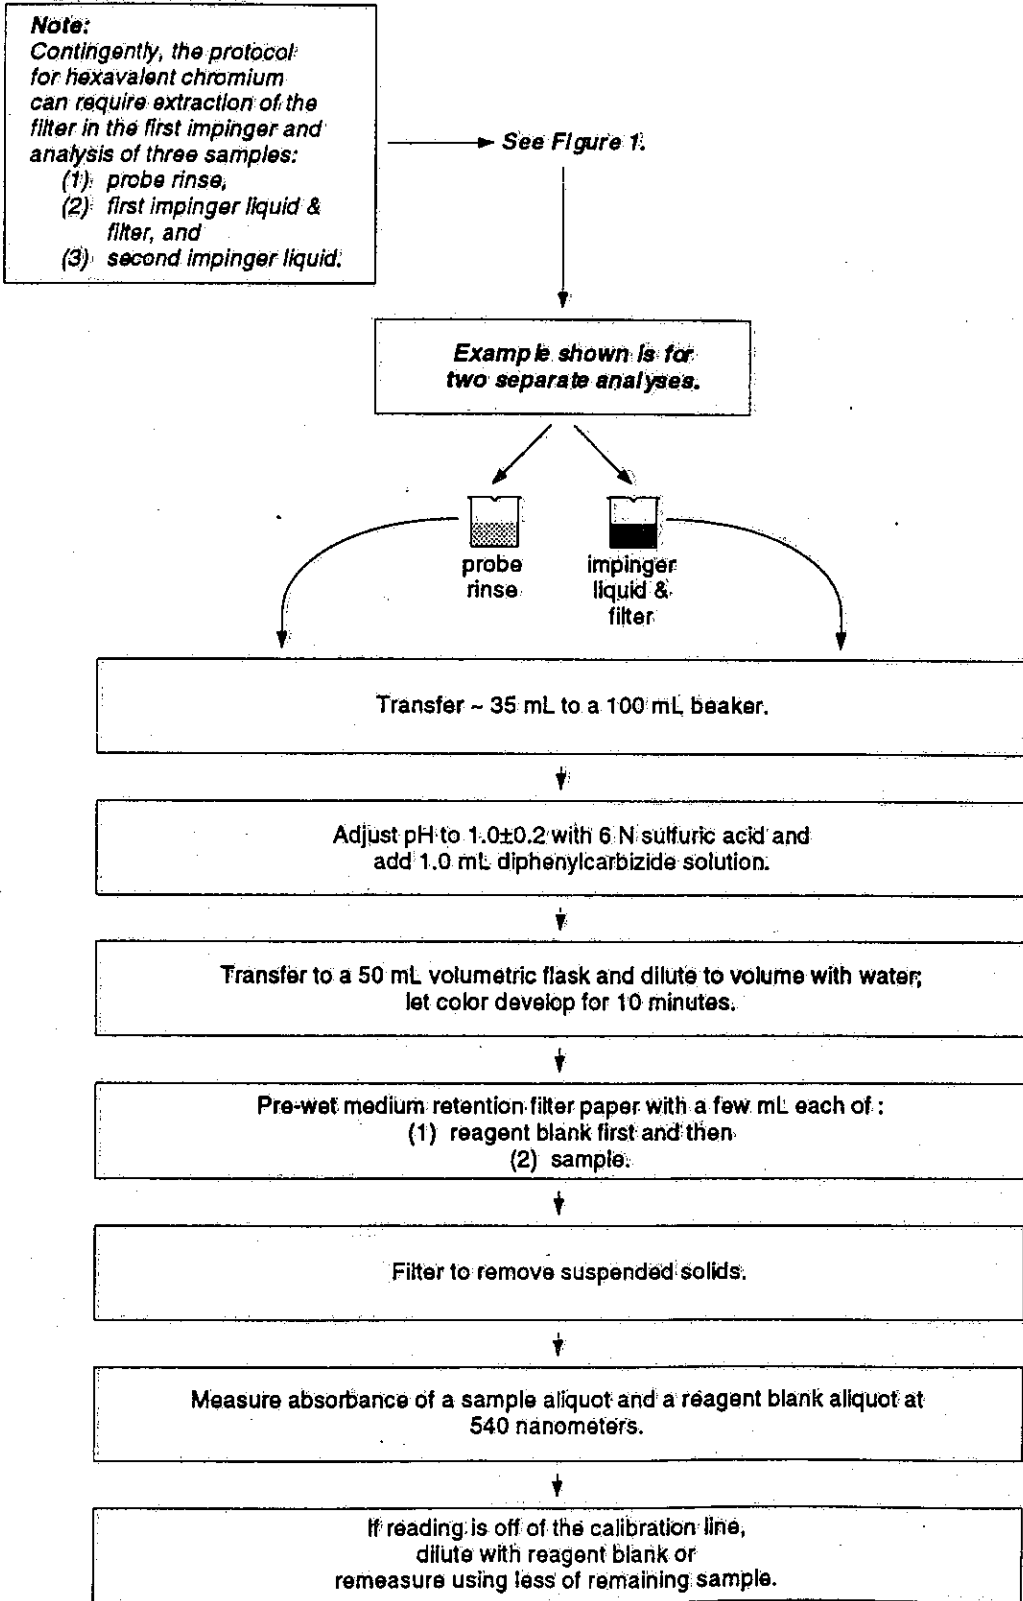 Note:
Contingently, the protocol
for hexavalent chromium
can require extraction of the
filter in the first impinger and
analysis of three samples:
(1) probe rinse,
(2) first impinger liquid &
filter, and
(3) second impinger liquid.
See Figure 1.
Example shown is for
two separate analyses.
probe
rinse
impinger
liquid &
filter
Transfer ~ 35 mL to a 100 mL beaker.
Adjust pH to 1.0±0.2 with 6 N sulfuric acid and
add 1.0 mL diphenylcarbizide solution.
Transfer to a 50 mL volumetric flask and dilute to volume with water;
let color develop for 10 minutes.
Pre-wet medium retention filter paper with a few mL each of :
(1) reagent blank first and then
(2) sample.
Filter to remove suspended solids.
Measure absorbance of a sample aliquot and a reagent blank aliquot at
540 nanometers.
If reading is off of the calibration line,
dilute with reagent blank or
remeasure using less of remaining sample.